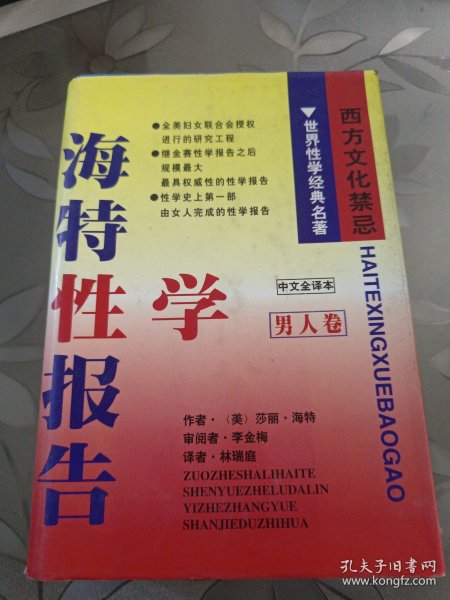 西方文化禁忌
▼世界性学经典名著
●全美妇女联合会授权
进行的研究工程
●继金赛性学报告之后
规模最大
最具权威性的性学报告
●性学史上第一部
由女人完成的性学报告
海特性学报告
HAITEXINGXUEBAOGAO
中文全译本
男人卷
作者·（美）莎丽·海特
审阅者·李金梅
译者·林瑞庭
ZUOZHESHALIHAITE
SHENYUEZHELUDALIN
YIZHEZHANGYUE
SHANJIEDUZHIHUA
孔夫子旧书网
www.kongfz.com